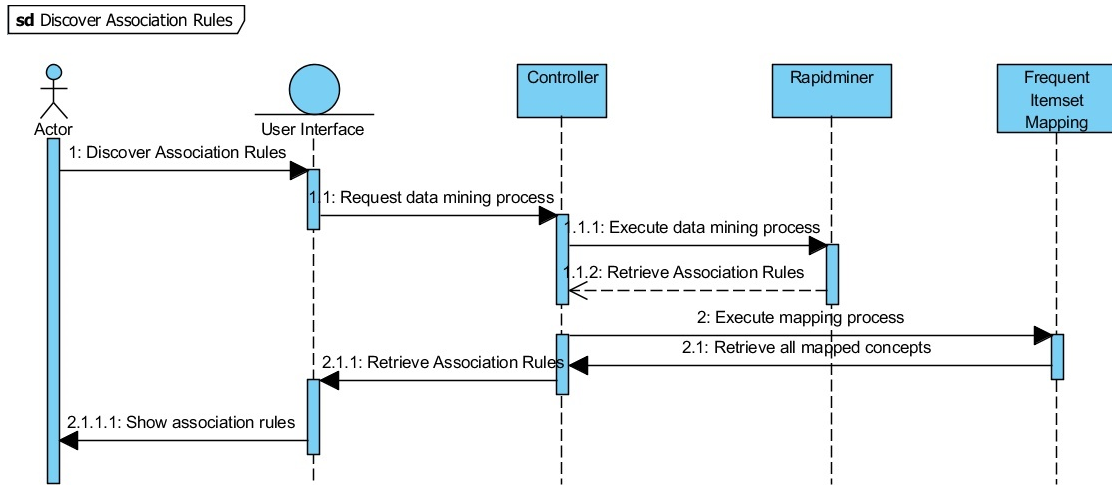 sd Discover Association Rules
Actor
User Interface
Controller
Rapidminer
Frequent
Itemset
Mapping
1: Discover Association Rules
1.1: Request data mining process
1.1.1: Execute data mining process
1.1.2: Retrieve Association Rules
2: Execute mapping process
2.1: Retrieve all mapped concepts
2.1.1: Retrieve Association Rules
2.1.1.1: Show association rules